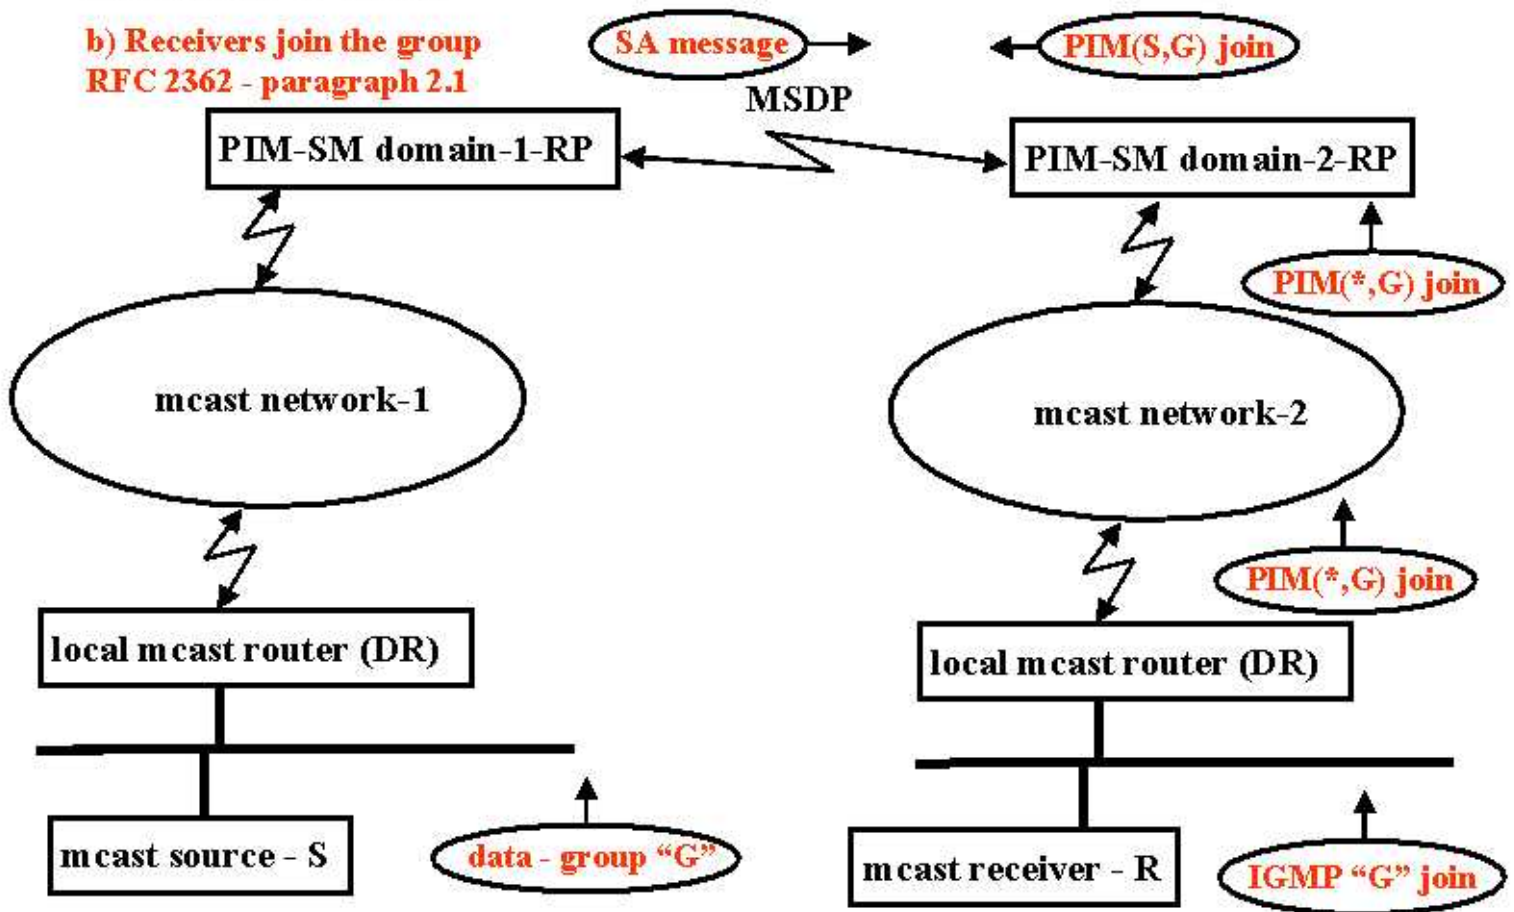 b) Receivers join the group
RFC 2362 - paragraph 2.1
SA message
PIM(S,G) join
MSDP
PIM-SM domain-1-RP
PIM-SM domain-2-RP
PIM(*,G) join
mcast network-1
mcast network-2
PIM(*,G) join
local mcast router (DR)
local mcast router (DR)
mcast source - S
data - group “G”
mcast receiver - R
IGMP “G” join